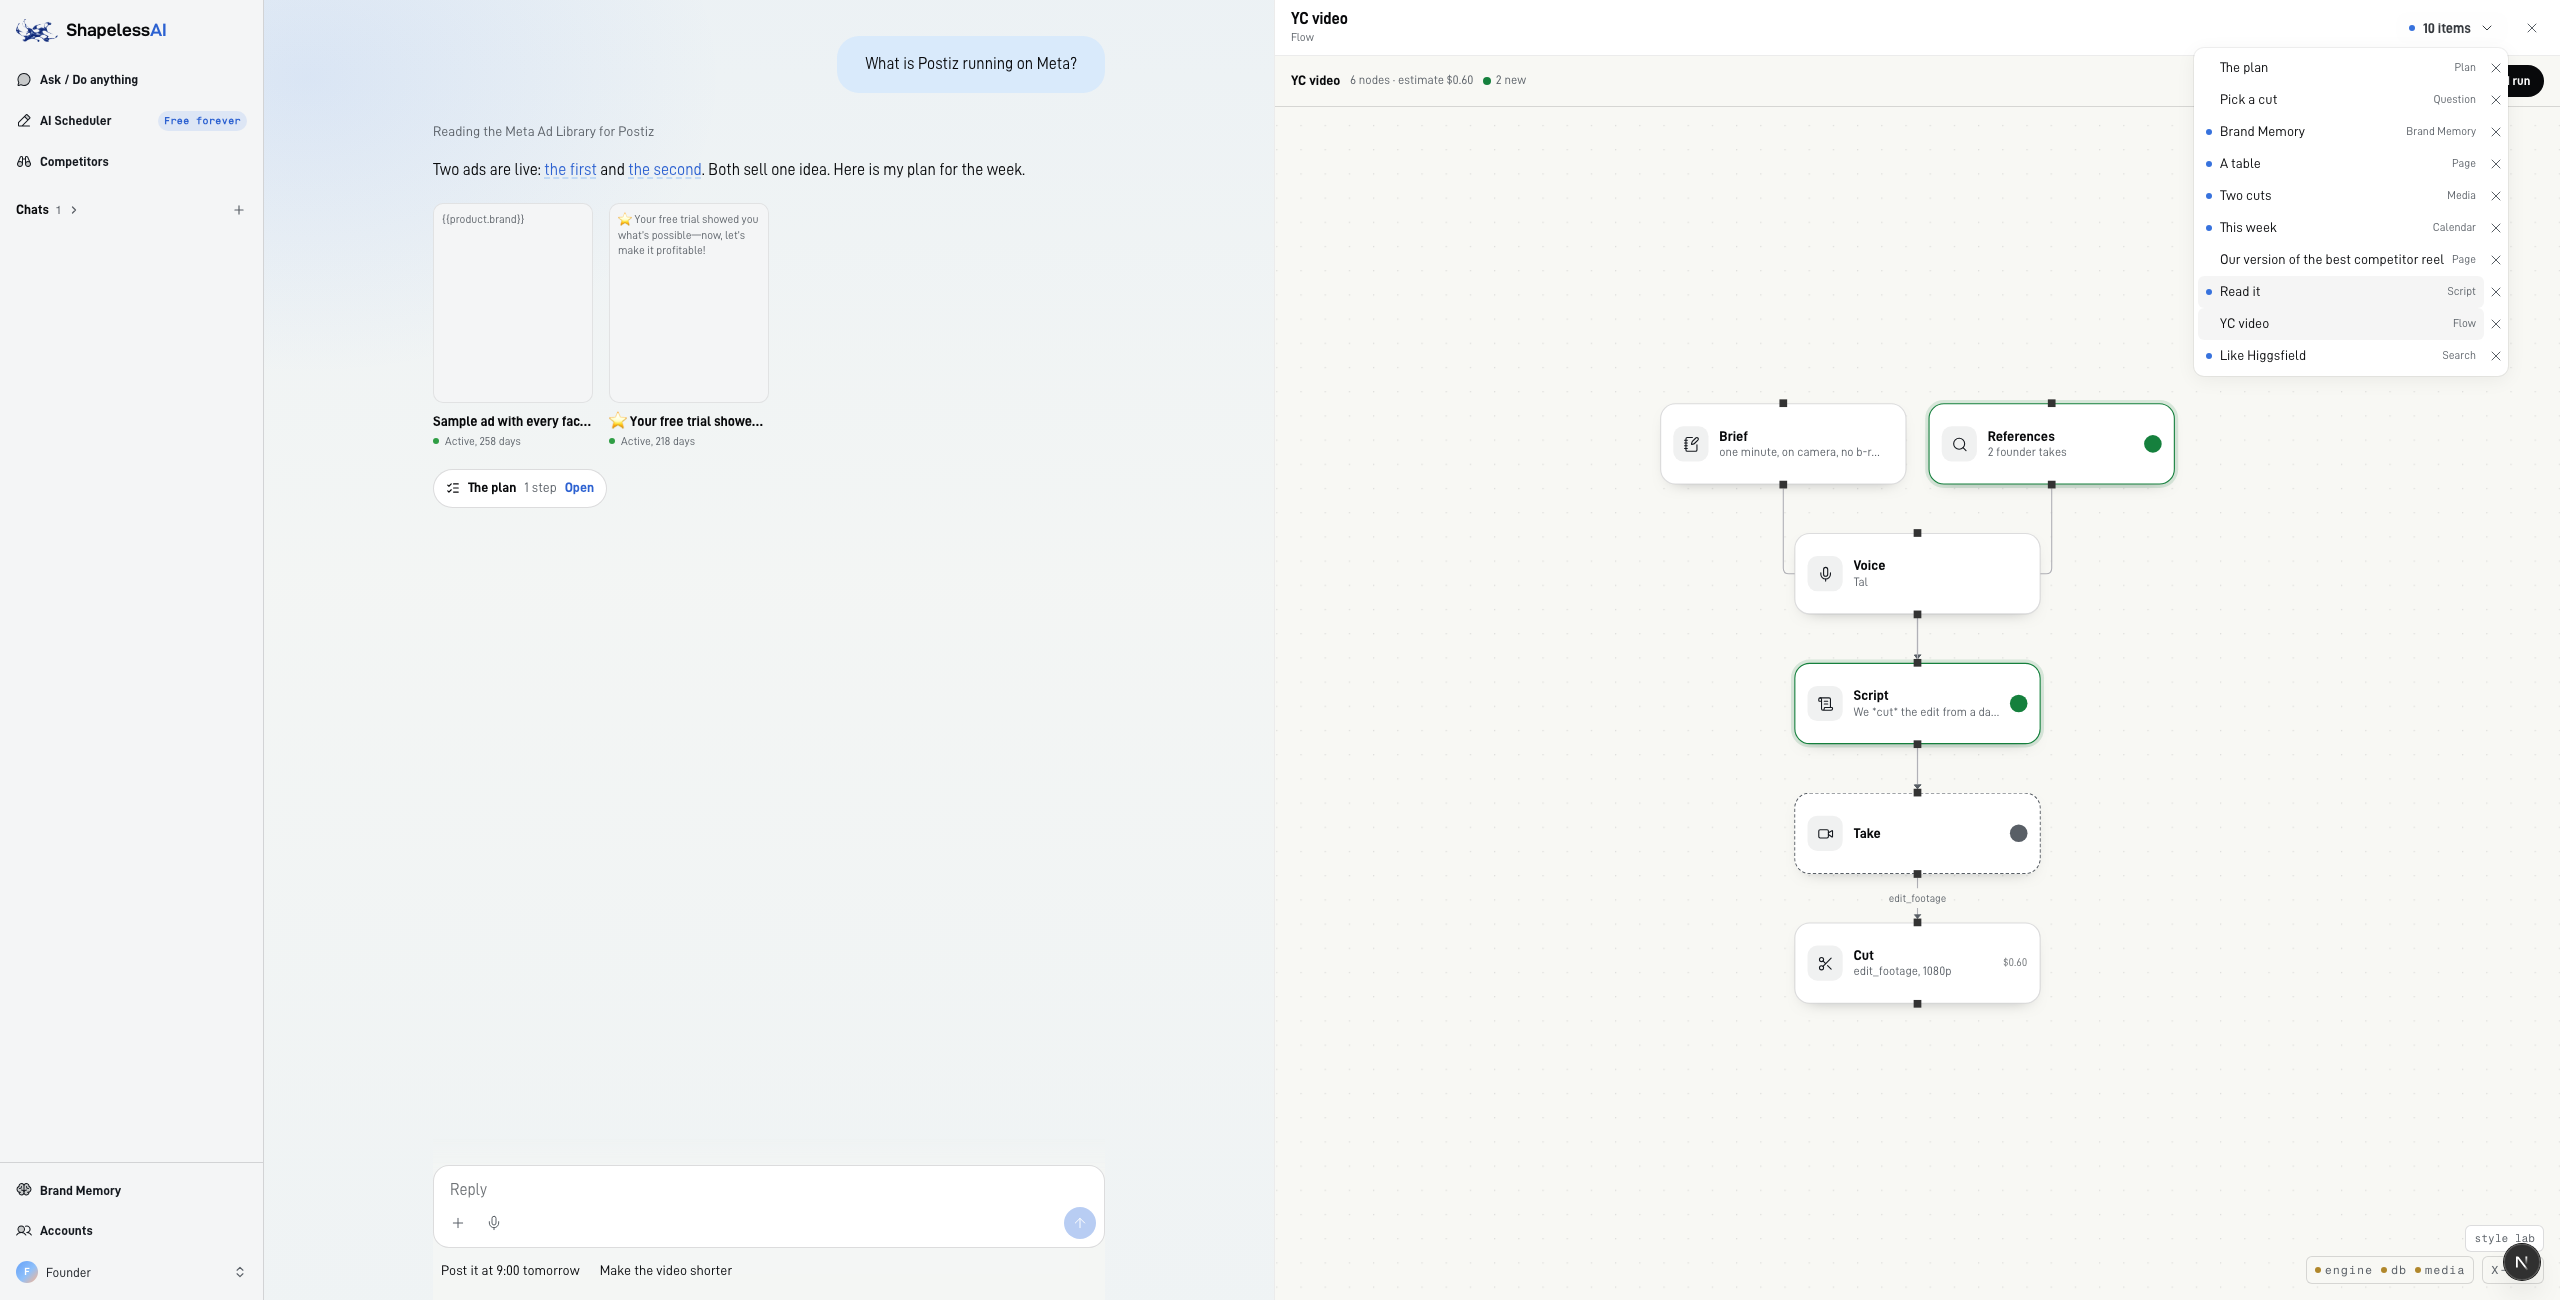 ShapelessAI
Ask / Do anything
AI Scheduler Free forever
Competitors
Chats 1
Brand Memory
Accounts
F Founder
What is Postiz running on Meta?
Reading the Meta Ad Library for Postiz
Two ads are live: the first and the second. Both sell one idea. Here is my plan for the week.
{{product.brand}}
⭐ Your free trial showed you
what's possible—now, let's
make it profitable!
Sample ad with every fac...
Active, 258 days
⭐ Your free trial showe...
Active, 218 days
The plan 1 step Open
Reply
Post it at 9:00 tomorrow Make the video shorter
YC video
Flow
10 items
YC video 6 nodes · estimate $0.60 2 new
run
The plan Plan
Pick a cut Question
Brand Memory Brand Memory
A table Page
Two cuts Media
This week Calendar
Our version of the best competitor reel Page
Read it Script
YC video Flow
Like Higgsfield Search
Brief
one minute, on camera, no b-r...
References
2 founder takes
Voice
Tal
Script
We *cut* the edit from a da...
Take
edit_footage
Cut
edit_footage, 1080p
$0.60
style lab
engine db media
X-
N